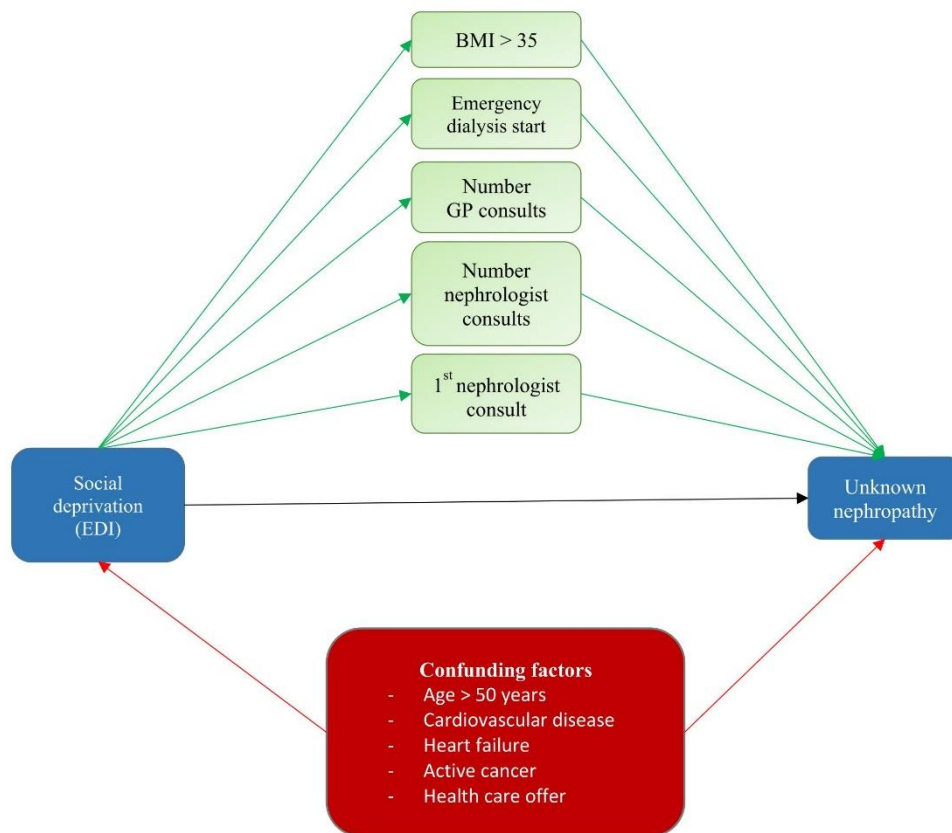 BMI > 35
Emergency
dialysis start
Number
GP consults
Number
nephrologist
consults
1st nephrologist
consult
Social
deprivation
(EDI)
Unknown
nephropathy
Confunding factors
- Age > 50 years
- Cardiovascular disease
- Heart failure
- Active cancer
- Health care offer